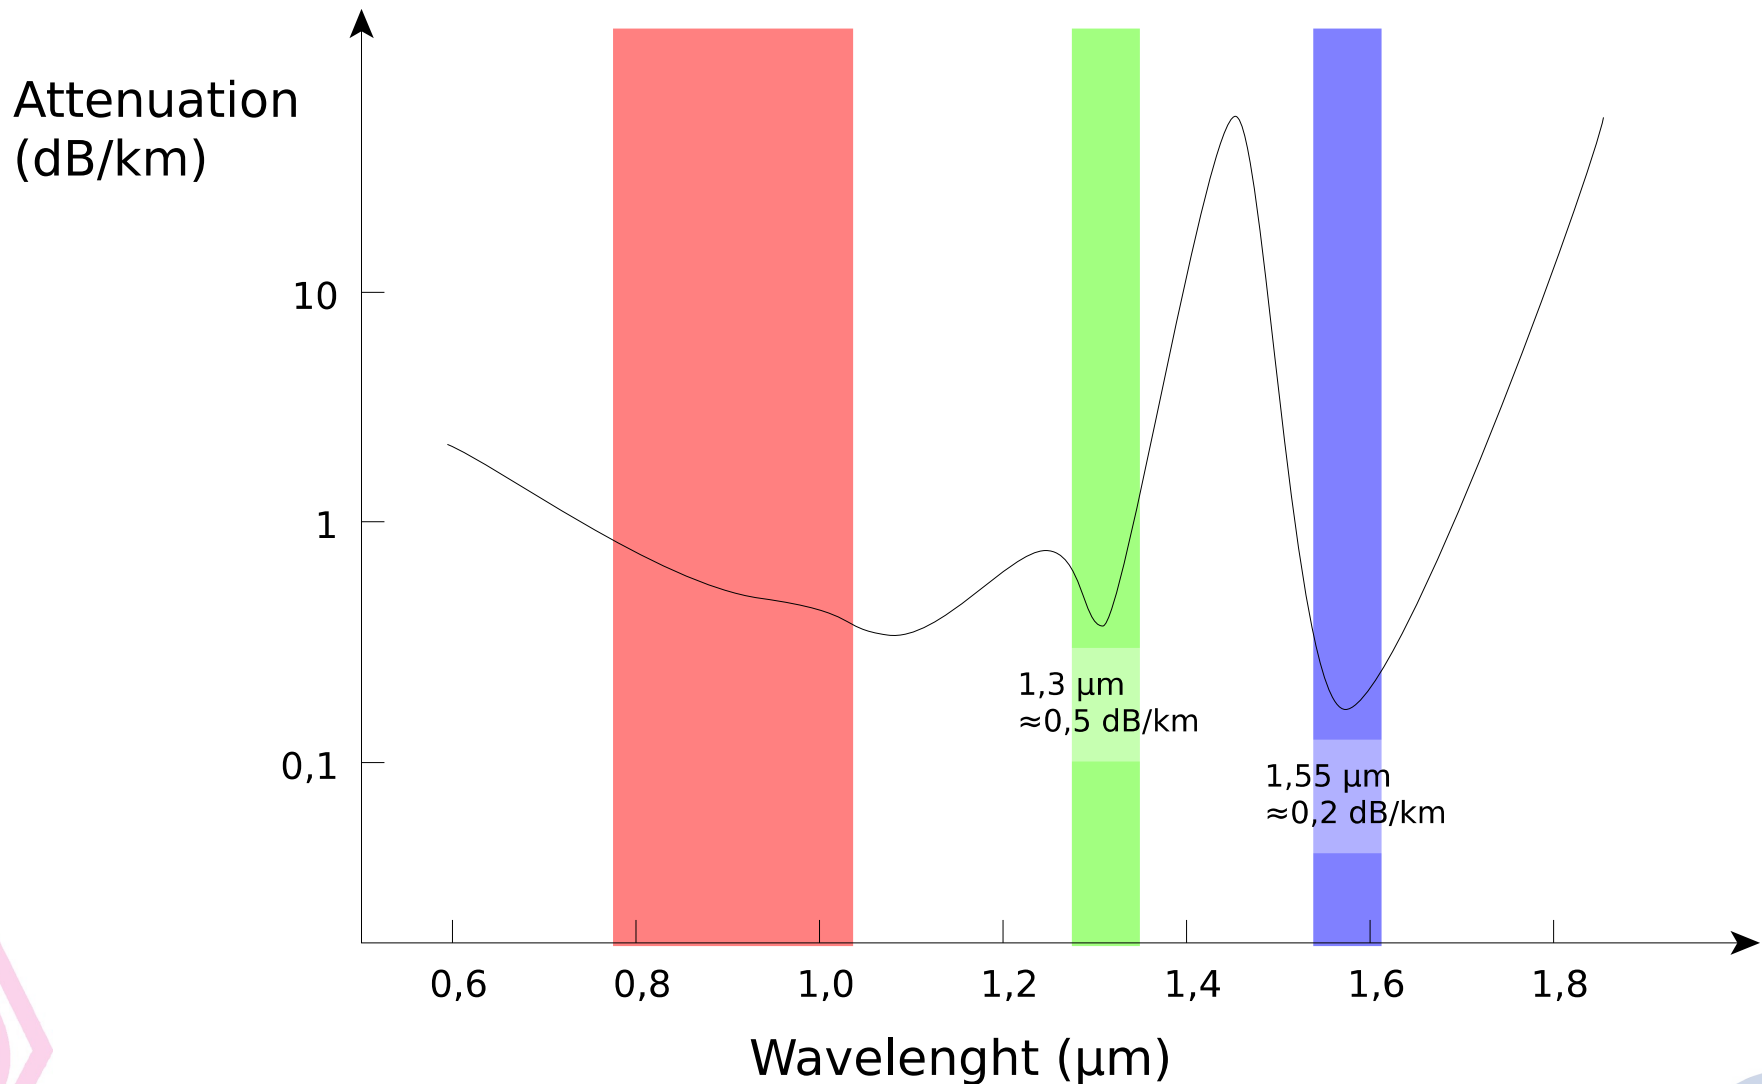 Attenuation
(dB/km)
10
1
0,1
1,3 µm
≈0,5 dB/km
1,55 µm
≈0,2 dB/km
0,6 0,8 1,0 1,2 1,4 1,6 1,8
Wavelenght (µm)